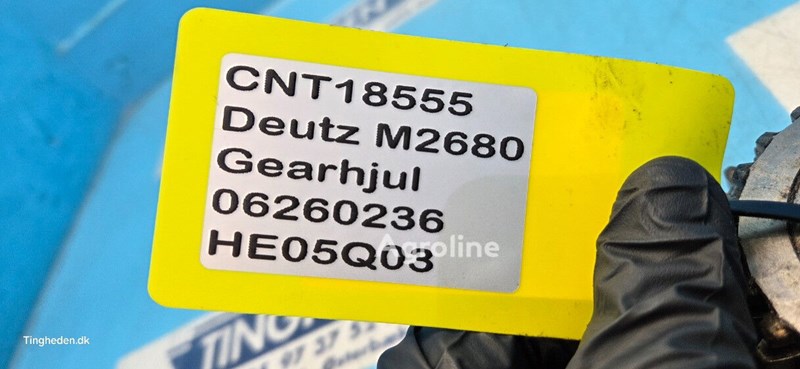 CNT18555
Deutz M2680
Gearhjul
06260236
HE05Q03
Agroline
Tingheden.dk